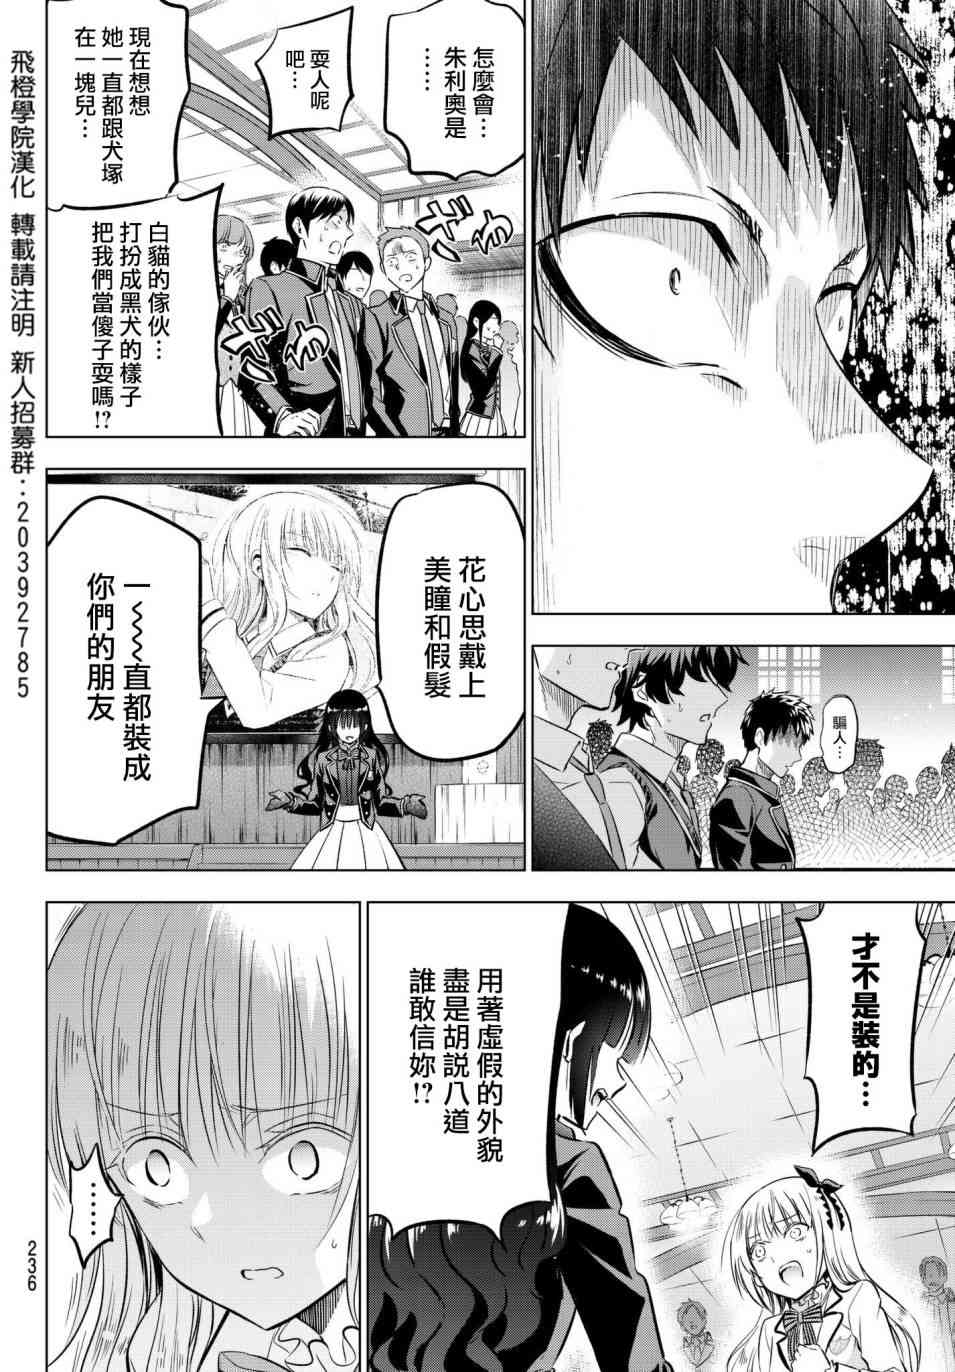 怎麼會…
朱利奧是
……
耍人呢
吧…
現在想想
她一直都跟犬塚
在一塊兒…
白貓的傢伙…
打扮成黑犬的樣子
把我們當傻子耍嗎!?
騙人…
花心思戴上
美瞳和假髮
一~~~直都裝成
你們的朋友
才不是裝的…
用著虛假的外貌
盡是胡説八道
誰敢信妳!?
……
飛橙學院漢化 轉載請注明 新人招募群:203927885
236